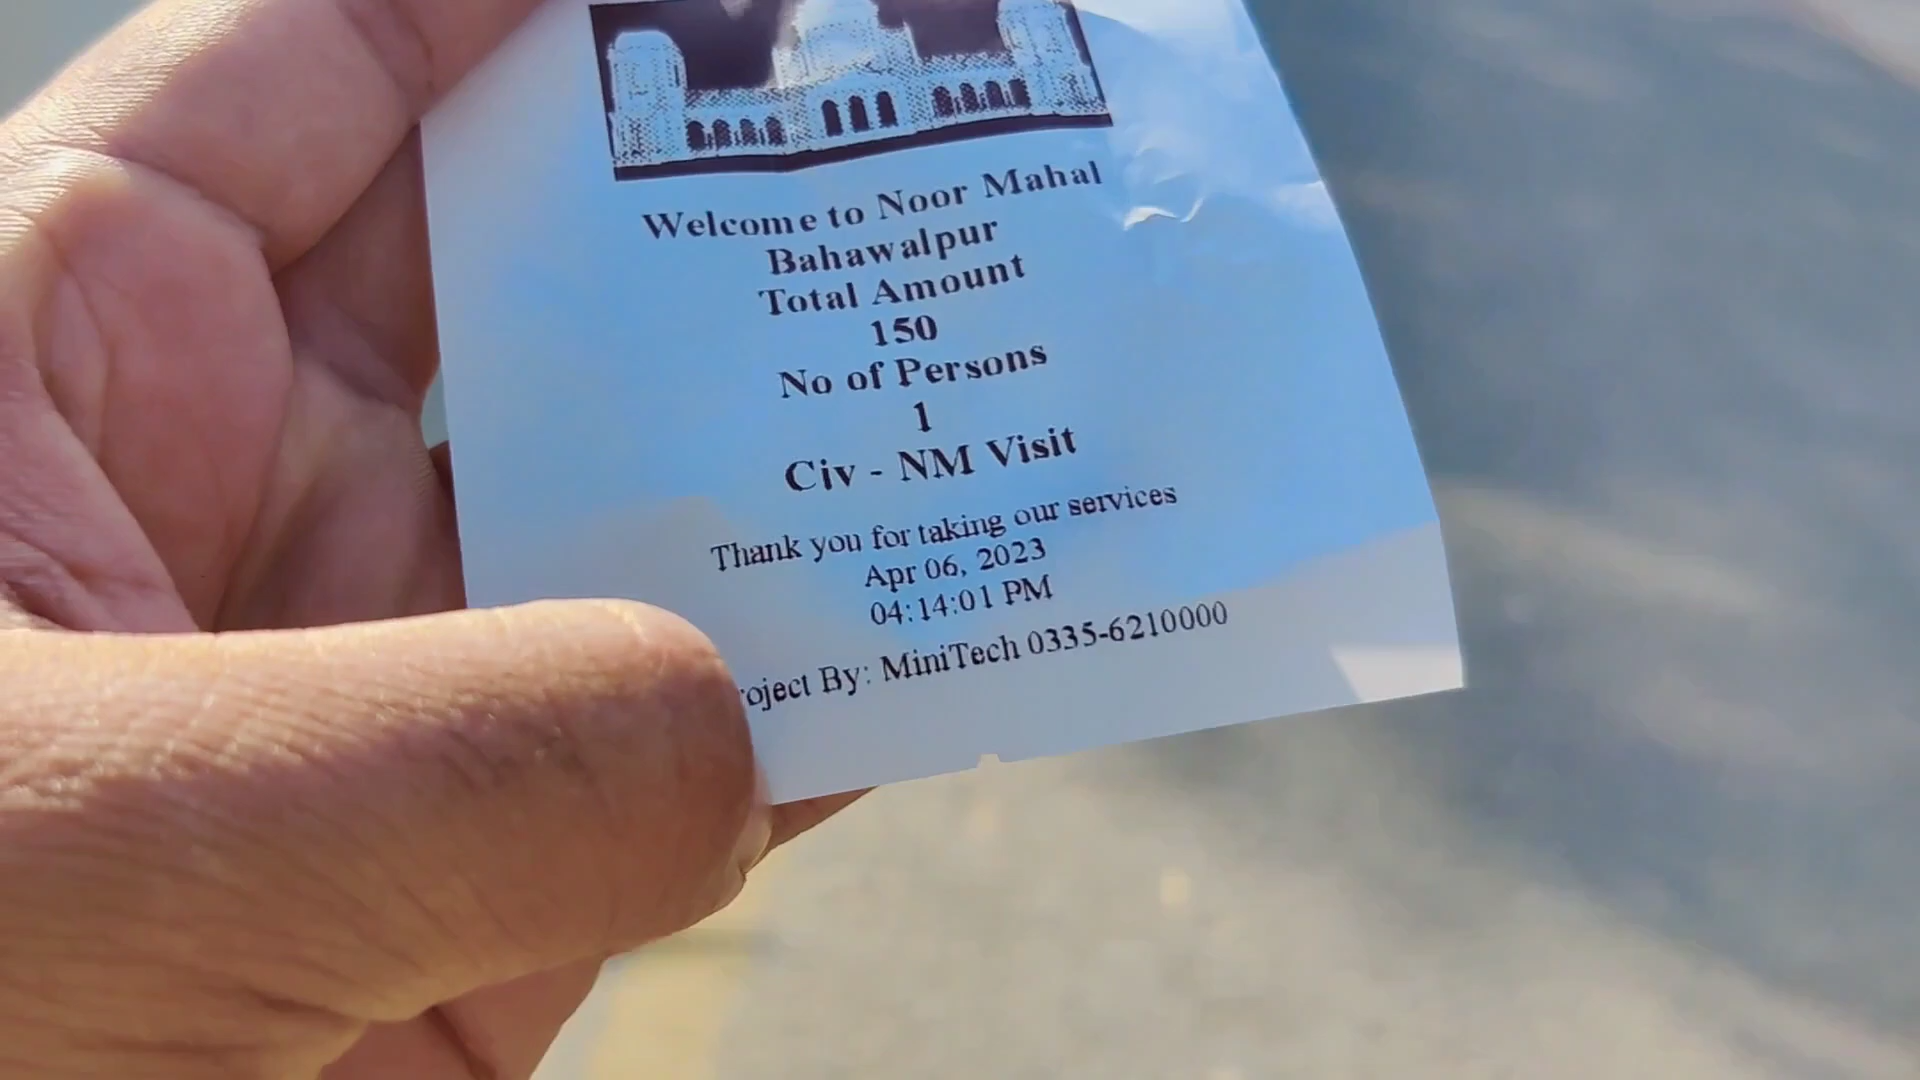 Welcome to Noor Mahal
Bahawalpur
Total Amount
150
No of Persons
1
Civ - NM Visit
Thank you for taking our services
Apr 06, 2023
04:14:01 PM
By: MiniTech 0335-6210000